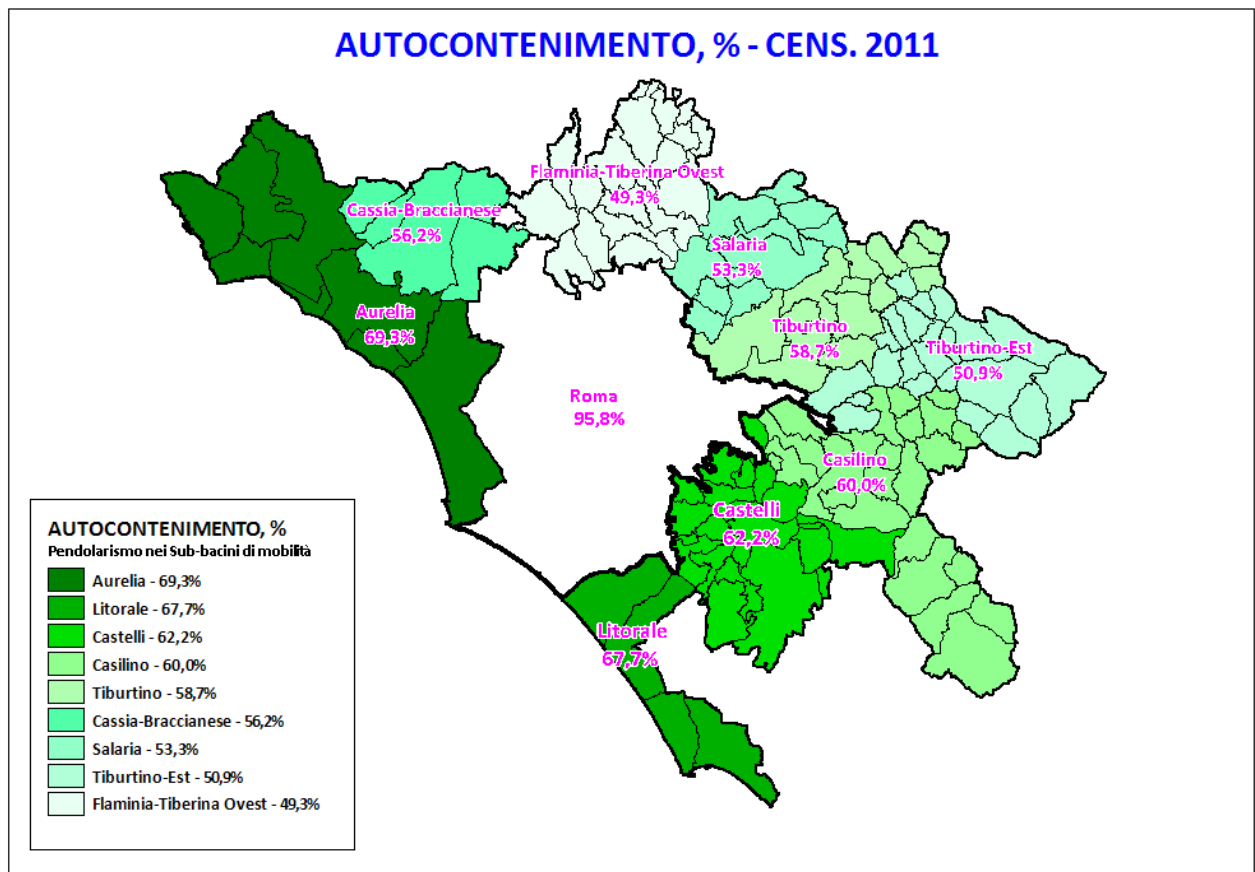 AUTOCONTENIMENTO, % - CENS. 2011
Flaminia-Tiberina Ovest
49,3%
Cassia-Braccianese
56,2%
Salaria
53,3%
Aurelia
69,3%
Tiburtino
58,7%
Tiburtino-Est
50,9%
Roma
95,8%
Casilino
60,0%
Castelli
62,2%
Litorale
67,7%
AUTOCONTENIMENTO, %
Pendolarismo nei Sub-bacini di mobilità
Aurelia - 69,3%
Litorale - 67,7%
Castelli - 62,2%
Casilino - 60,0%
Tiburtino - 58,7%
Cassia-Braccianese - 56,2%
Salaria - 53,3%
Tiburtino-Est - 50,9%
Flaminia-Tiberina Ovest - 49,3%